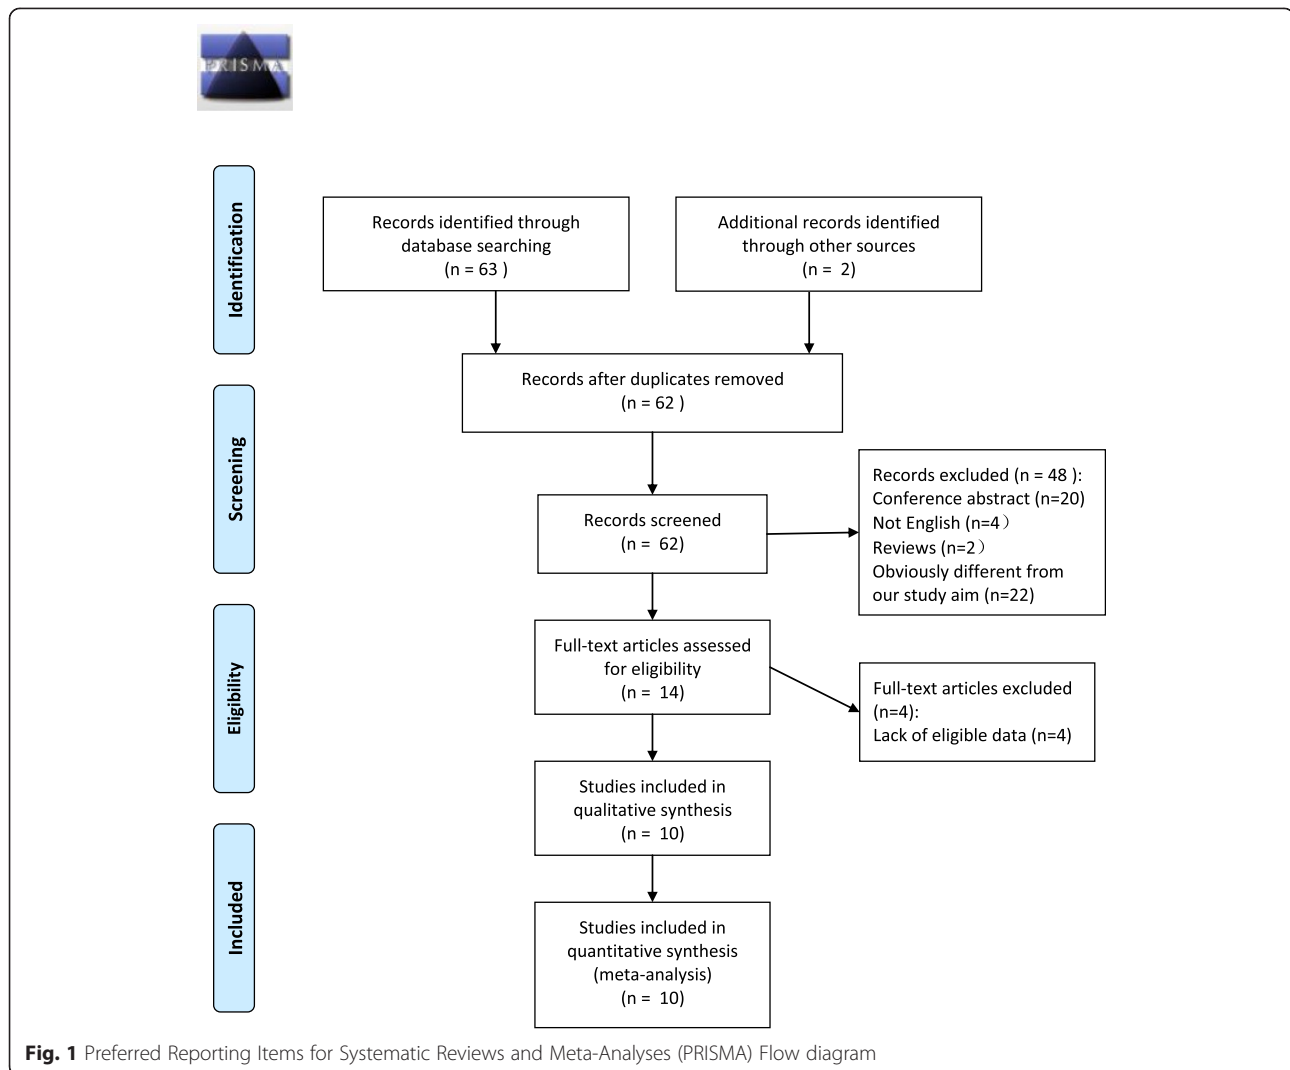 PRISMA
Identification
Records identified through
database searching
(n = 63 )
Additional records identified
through other sources
(n =  2)
Records after duplicates removed
(n = 62 )
Screening
Records screened
(n =  62)
Records excluded (n = 48 ):
Conference abstract (n=20)
Not English (n=4）
Reviews (n=2）
Obviously different from
our study aim (n=22)
Eligibility
Full-text articles assessed
for eligibility
(n =  14)
Full-text articles excluded
(n=4):
Lack of eligible data (n=4)
Studies included in
qualitative synthesis
(n =  10)
Included
Studies included in
quantitative synthesis
(meta-analysis)
(n =  10)
Fig. 1 Preferred Reporting Items for Systematic Reviews and Meta-Analyses (PRISMA) Flow diagram